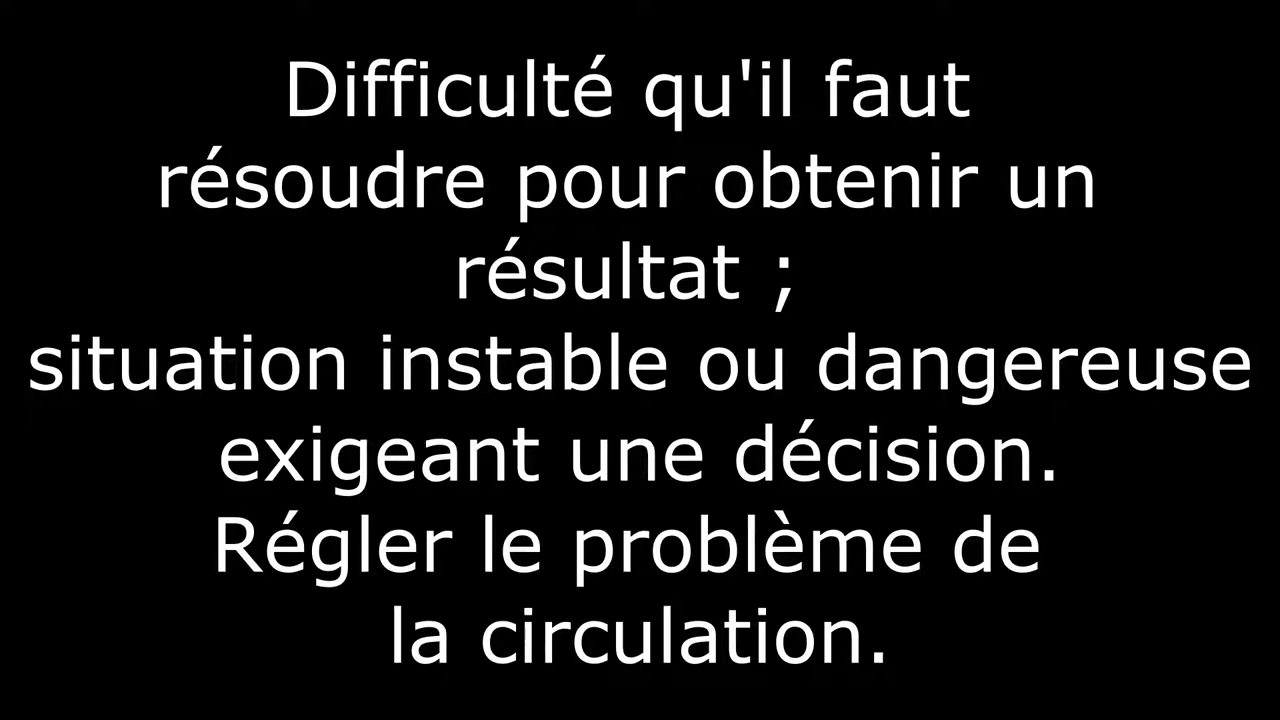 Difficulté qu'il faut
résoudre pour obtenir un
résultat ;
situation instable ou dangereuse
exigeant une décision.
Régler le problème de
la circulation.